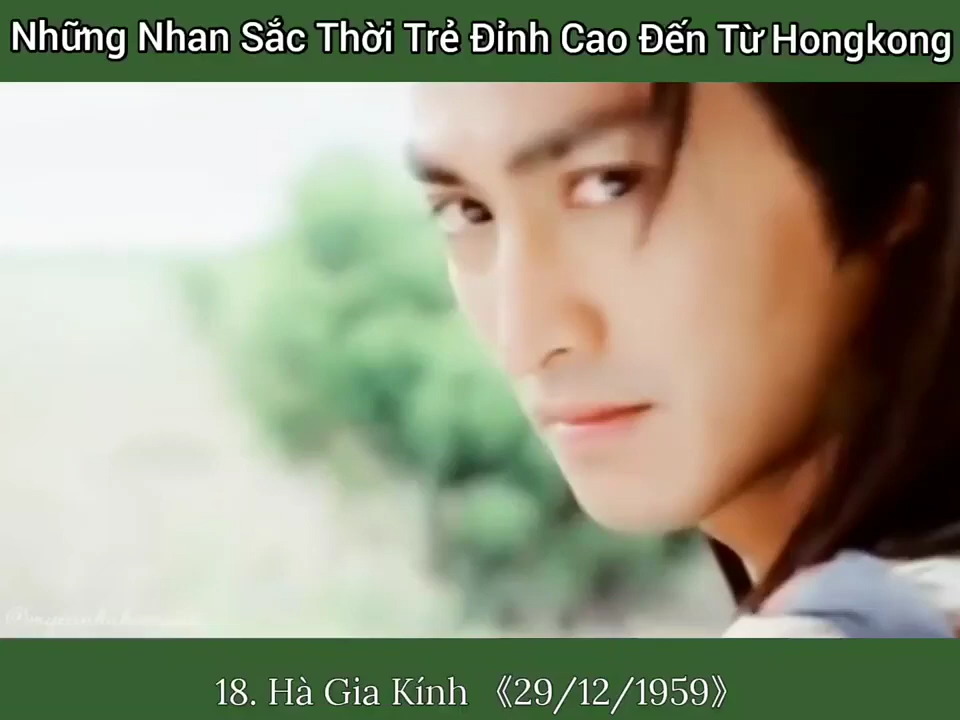 Những Nhan Sắc Thời Trẻ Đỉnh Cao Đến Từ Hongkong
18. Hà Gia Kính 《29/12/1959》